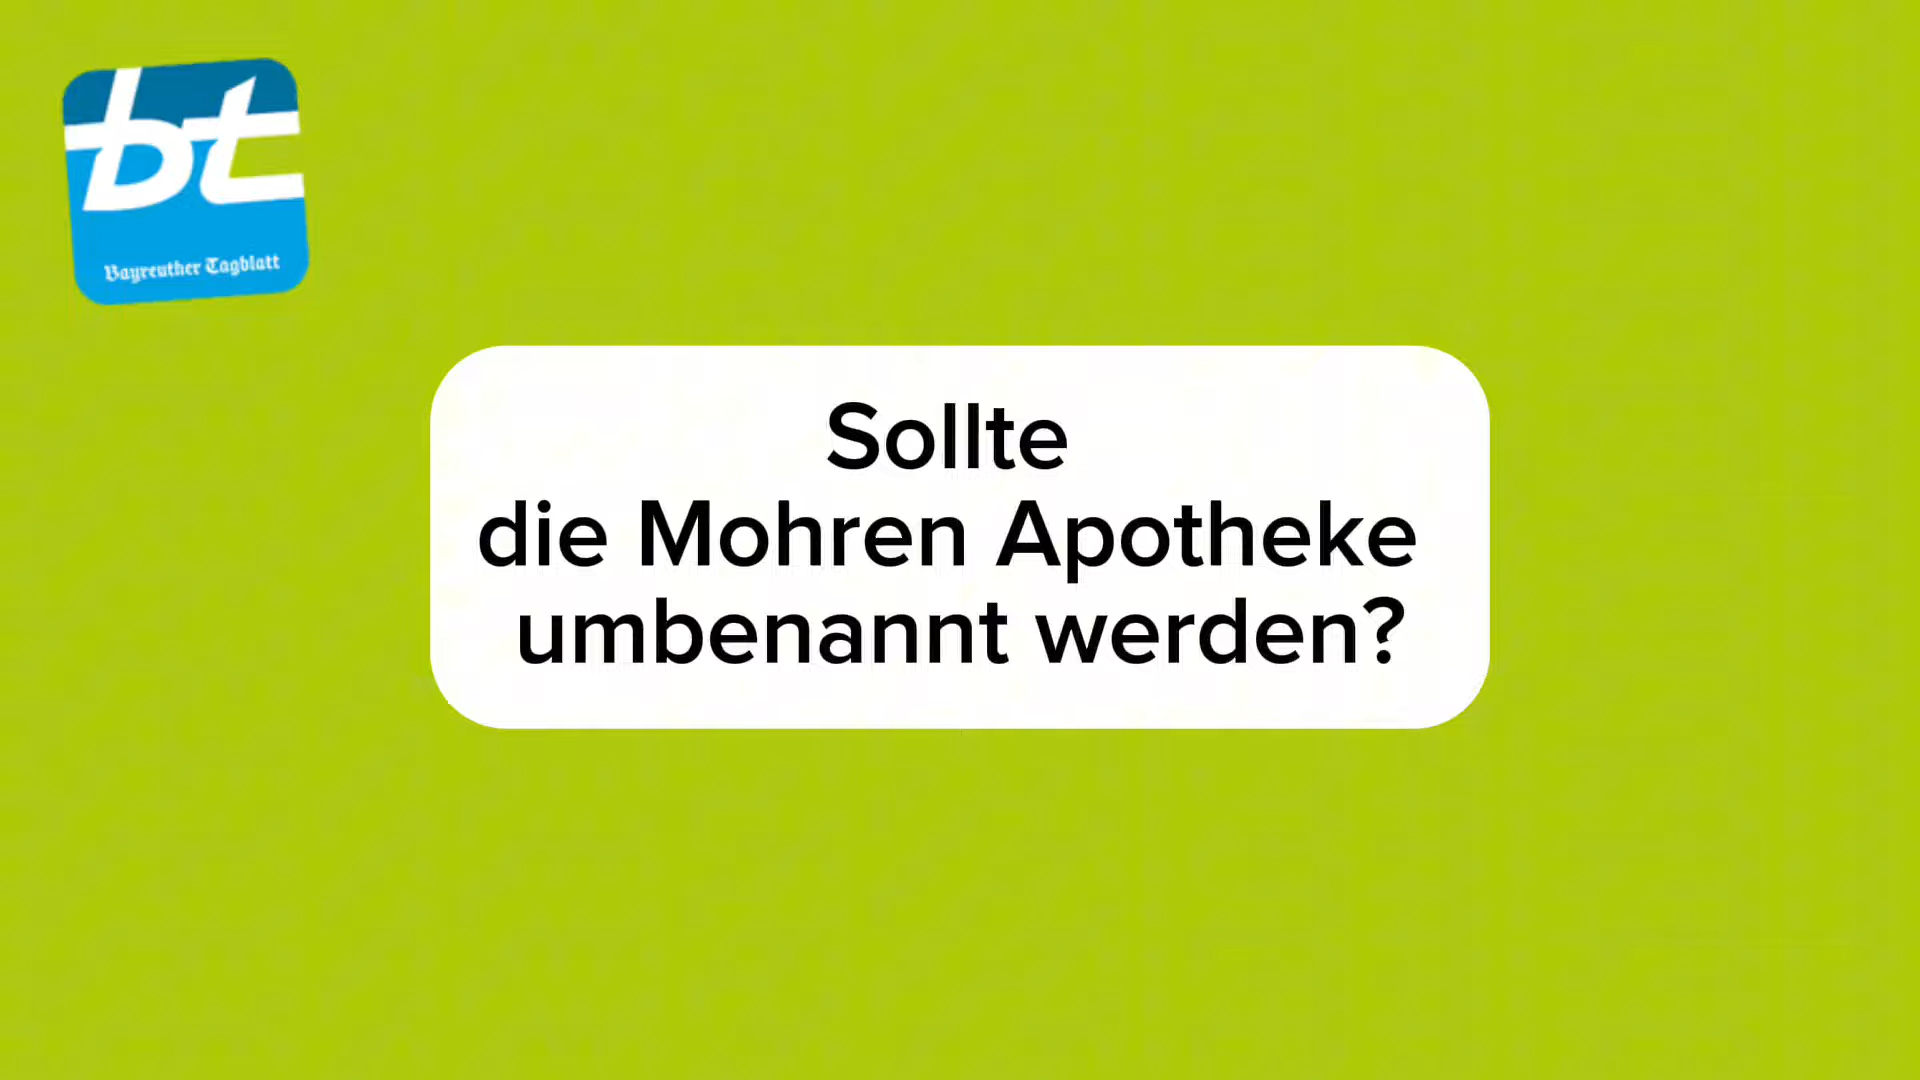 bt
Bayreuther Tagblatt
Sollte
die Mohren Apotheke
umbenannt werden?